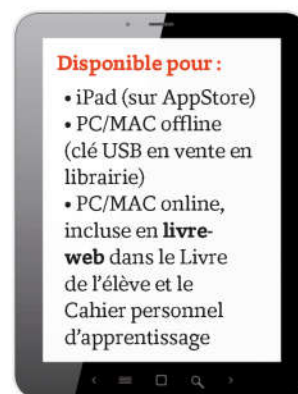 Disponible pour :
• iPad (sur AppStore)
• PC/MAC offline
(clé USB en vente en
librairie)
• PC/MAC online,
incluse en livre-
web dans le Livre
de l'élève et le
Cahier personnel
d'apprentissage